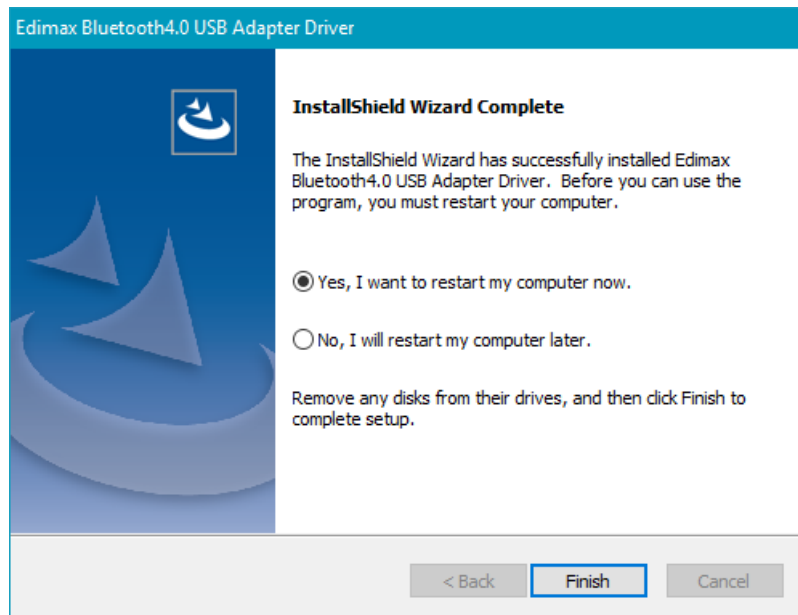 Edimax Bluetooth4.0 USB Adapter Driver
InstallShield Wizard Complete
The InstallShield Wizard has successfully installed Edimax
Bluetooth4.0 USB Adapter Driver.  Before you can use the
program, you must restart your computer.
Yes, I want to restart my computer now.
No, I will restart my computer later.
Remove any disks from their drives, and then click Finish to
complete setup.
< Back Finish Cancel